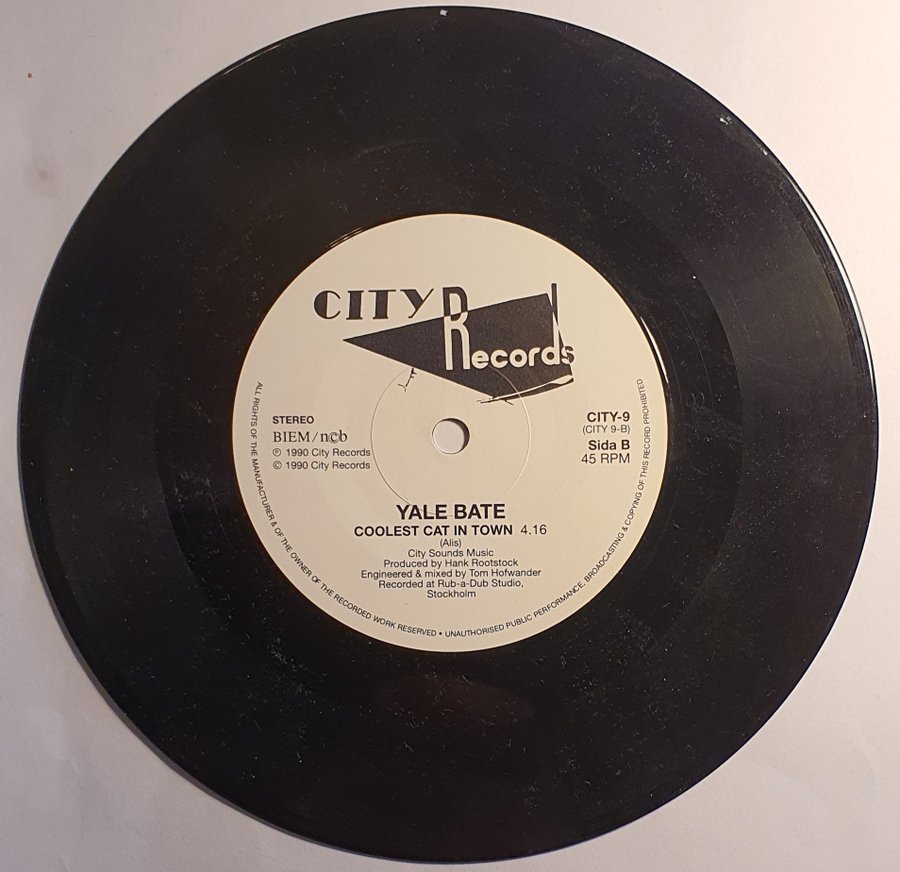 CITY Records
STEREO
BIEM/n©b
℗ 1990 City Records
© 1990 City Records
CITY-9
(CITY 9-B)
Sida B
45 RPM
YALE BATE
COOLEST CAT IN TOWN 4.16
(Alis)
City Sounds Music
Produced by Hank Rootstock
Engineered & mixed by Tom Hofwander
Recorded at Rub-a-Dub Studio,
Stockholm
ALL RIGHTS OF THE MANUFACTURER & OF THE OWNER OF THE RECORDED WORK RESERVED • UNAUTHORISED PUBLIC PERFORMANCE, BROADCASTING & COPYING OF THIS RECORD PROHIBITED